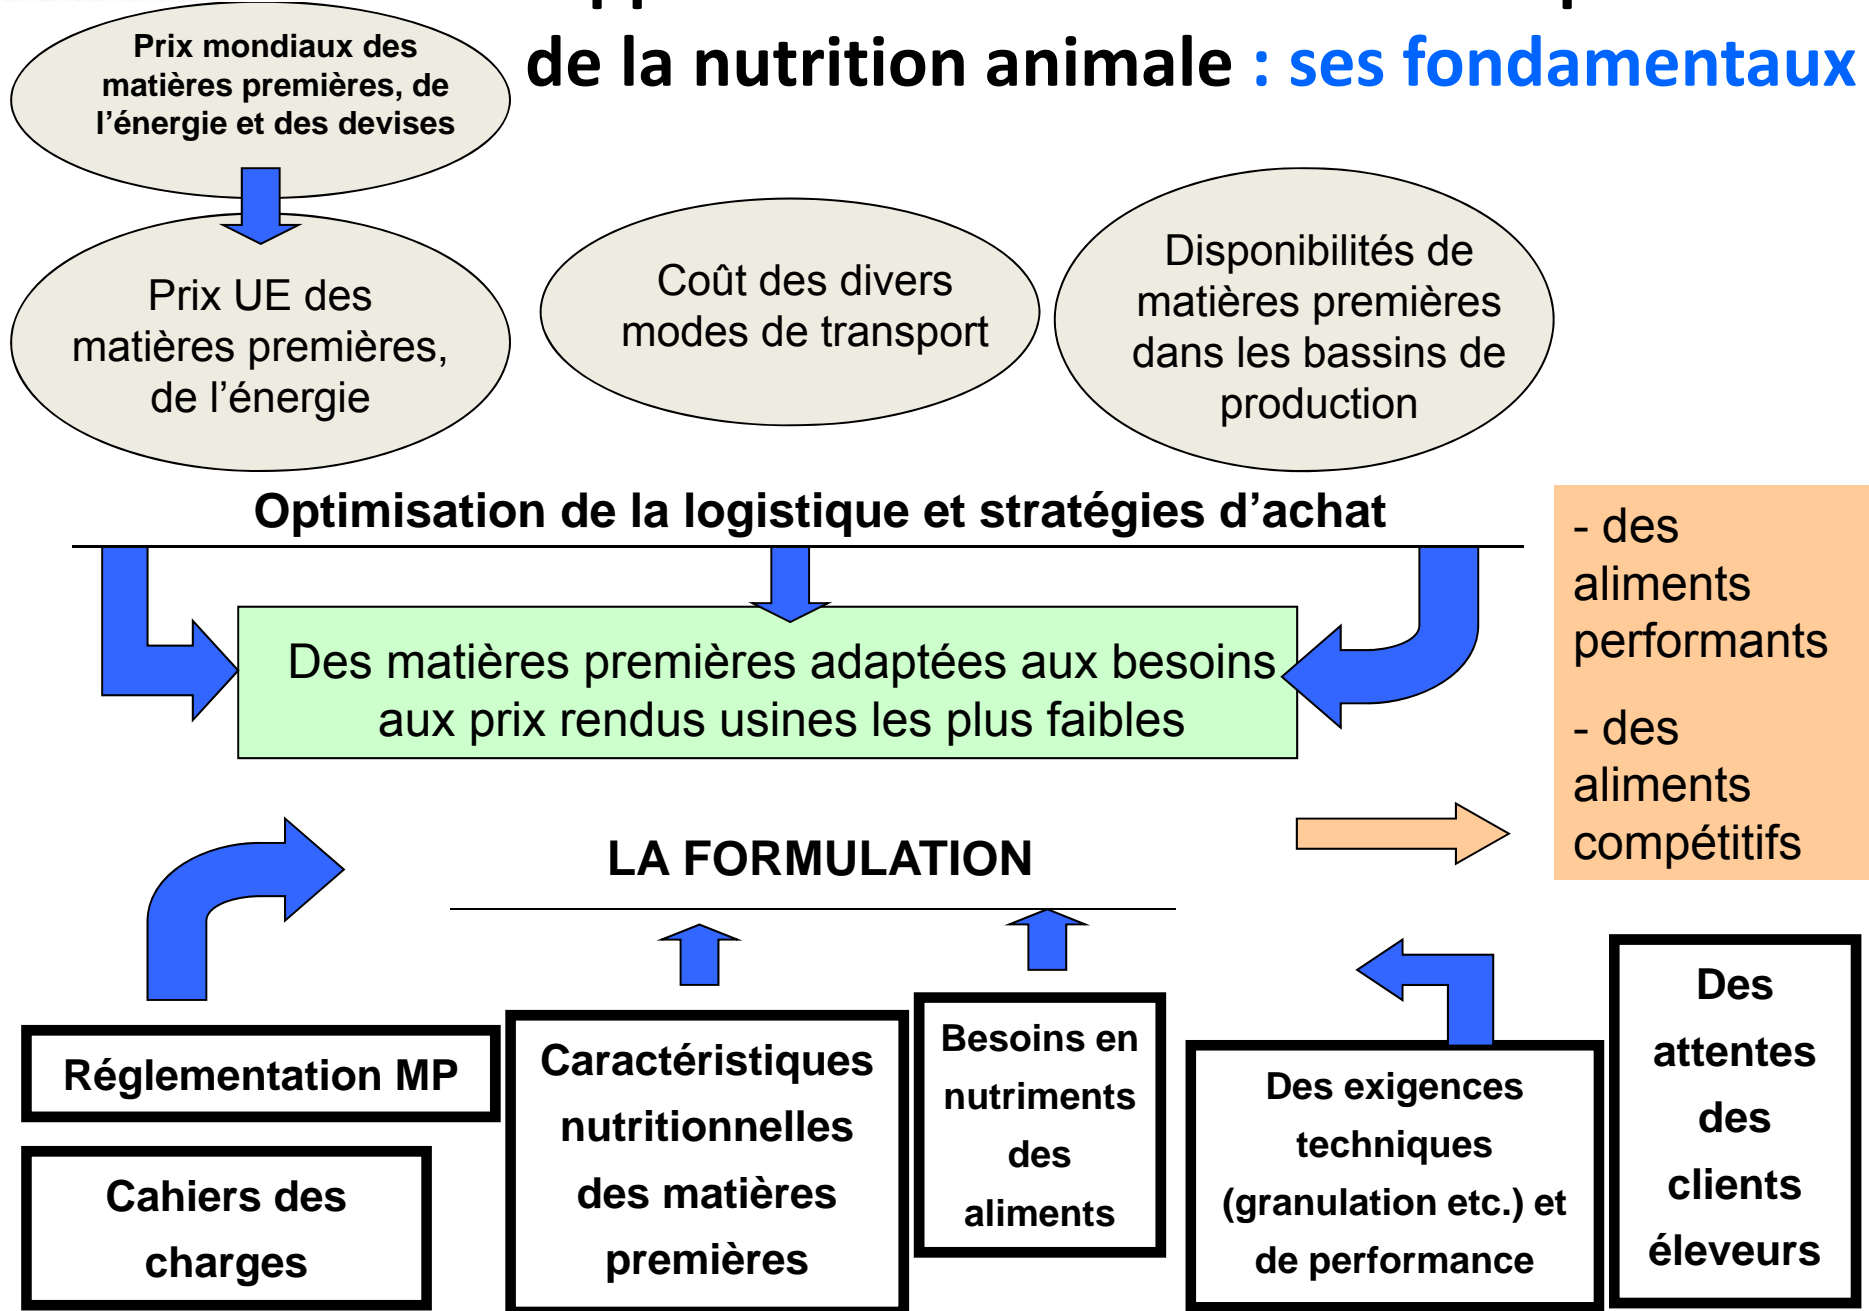 de la nutrition animale : ses fondamentaux
Prix mondiaux des
matières premières, de
l’énergie et des devises
Prix UE des
matières premières,
de l’énergie
Coût des divers
modes de transport
Disponibilités de
matières premières
dans les bassins de
production
Optimisation de la logistique et stratégies d’achat
Des matières premières adaptées aux besoins
aux prix rendus usines les plus faibles
- des
aliments
performants
- des
aliments
compétitifs
LA FORMULATION
Réglementation MP
Cahiers des
charges
Caractéristiques
nutritionnelles
des matières
premières
Besoins en
nutriments
des
aliments
Des exigences
techniques
(granulation etc.) et
de performance
Des
attentes
des
clients
éleveurs